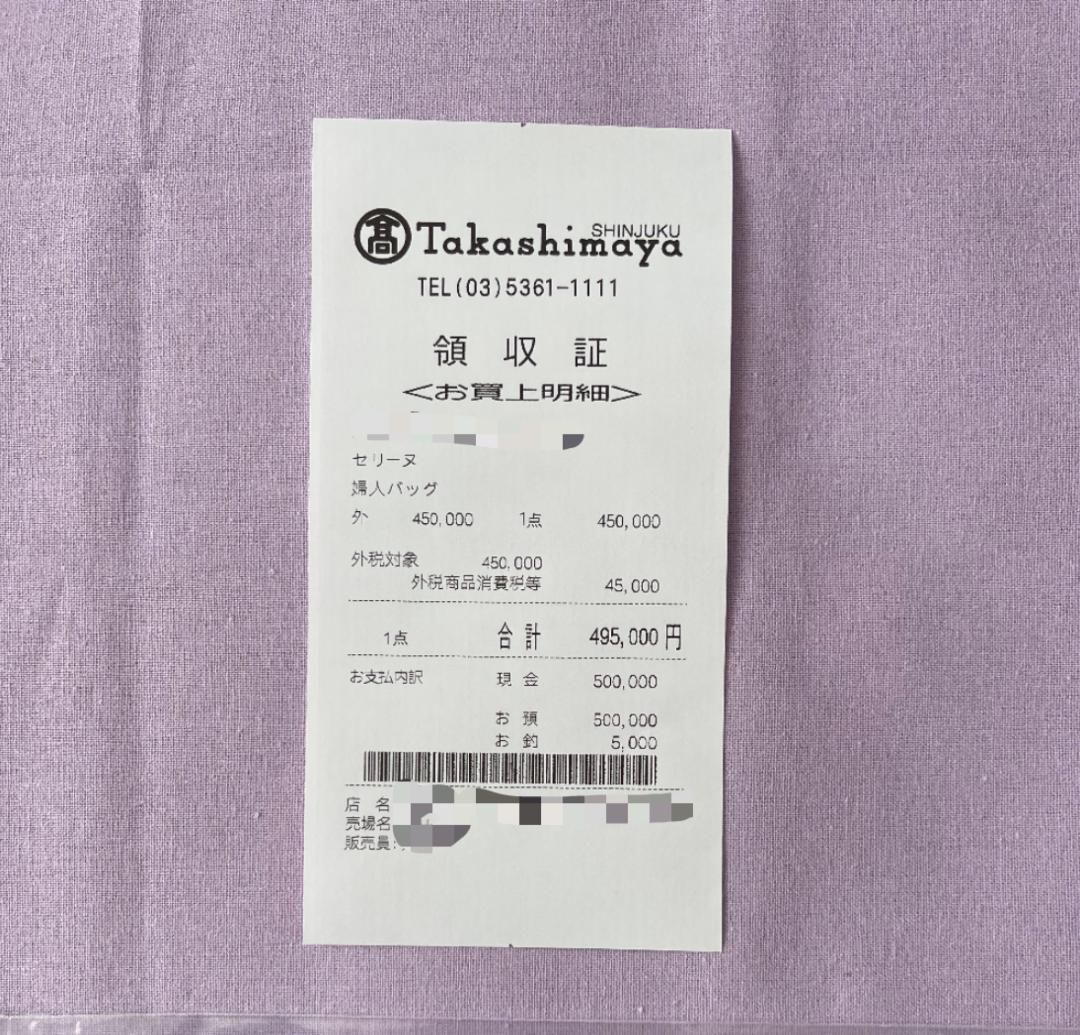 髙 Takashimaya SHINJUKU
TEL(03)5361-1111
領 収 証
<お買上明細>
セリーヌ
婦人バッグ
外 450,000 1点 450,000
外税対象 450,000
外税商品消費税等 45,000
1点 合 計 495,000 円
お支払内訳 現 金 500,000
お 預 500,000
お 釣 5,000
店 名
売場名
販売員: